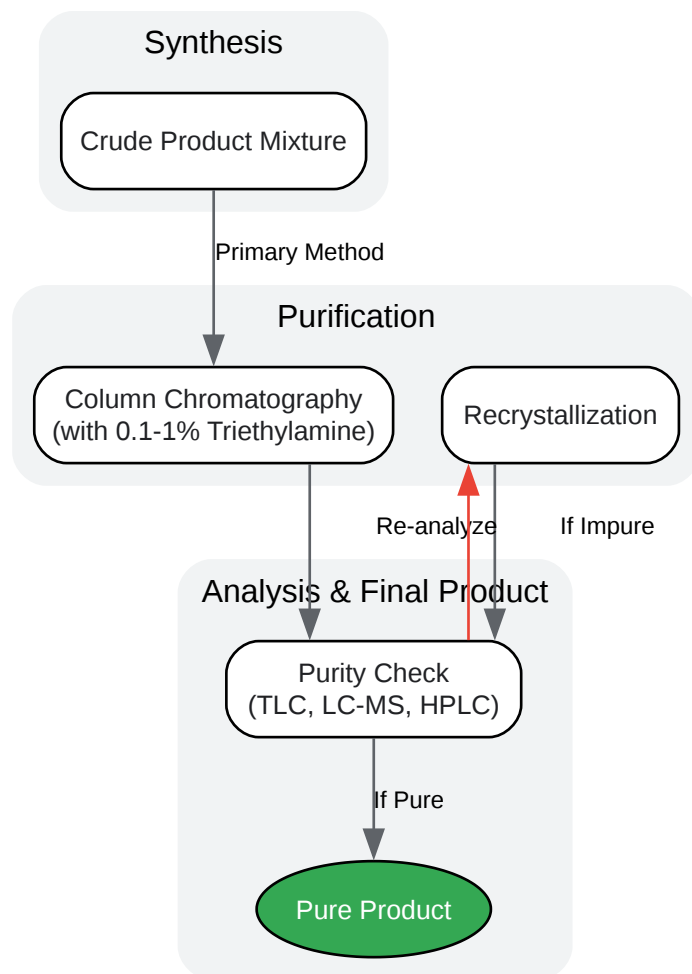 Synthesis
Crude Product Mixture
Primary Method
Purification
Column Chromatography
(with 0.1-1% Triethylamine)
Recrystallization
Re-analyze
If Impure
Analysis & Final Product
Purity Check
(TLC, LC-MS, HPLC)
If Pure
Pure Product